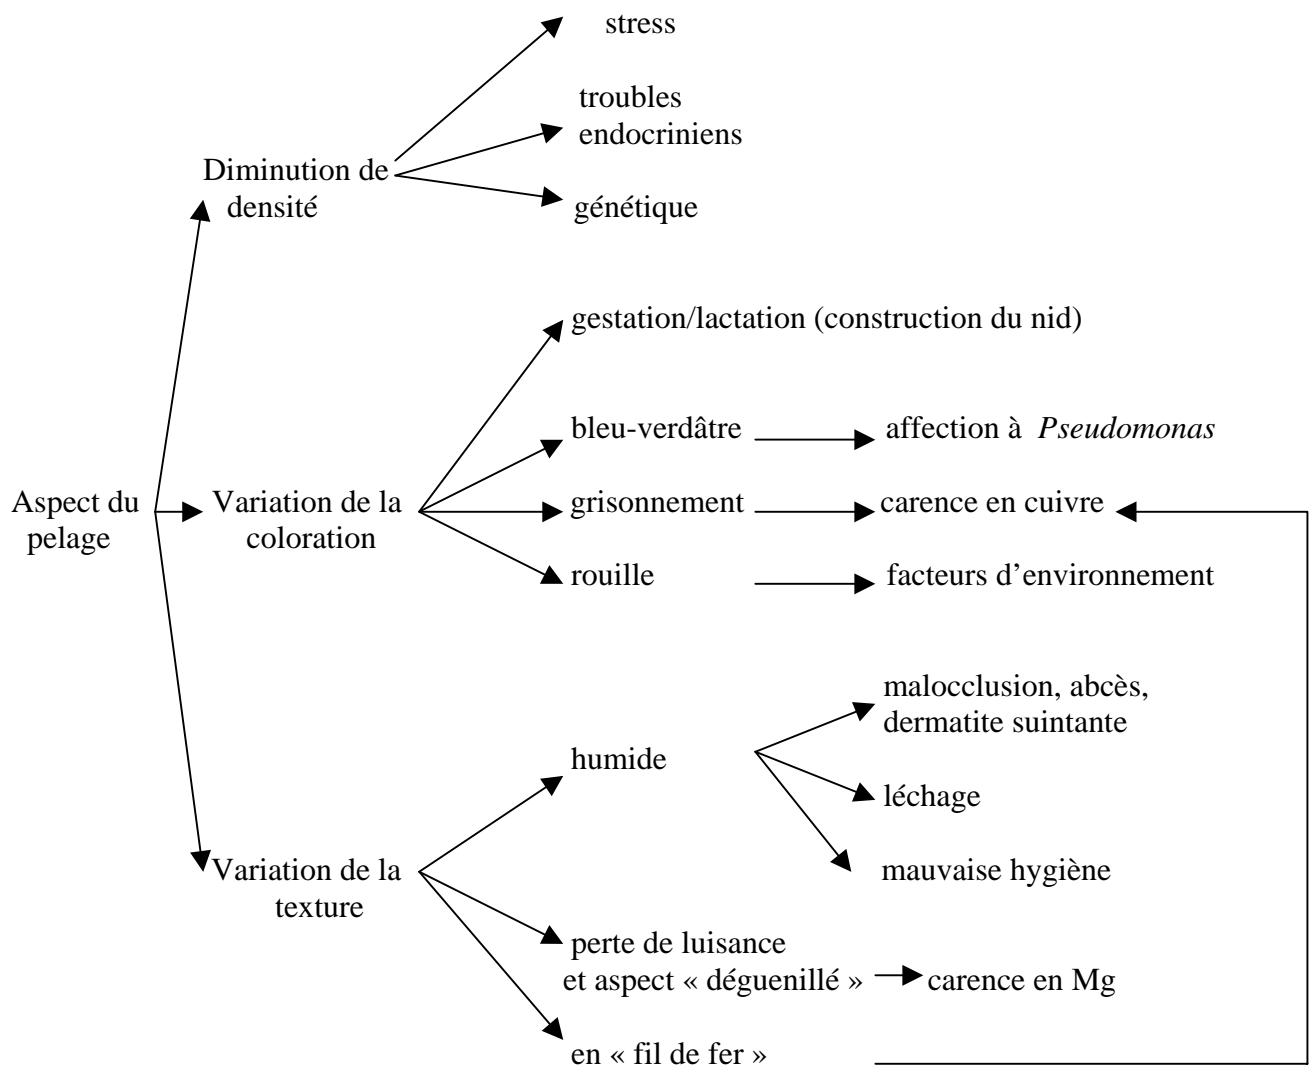 stress
troubles
endocriniens
Diminution de
densité
génétique
gestation/lactation (construction du nid)
bleu-verdâtre
affection à Pseudomonas
Aspect du
pelage
Variation de la
coloration
grisonnement
carence en cuivre
rouille
facteurs d’environnement
malocclusion, abcès,
dermatite suintante
humide
léchage
Variation de la
texture
mauvaise hygiène
perte de luisance
et aspect « déguenillé »
carence en Mg
en « fil de fer »